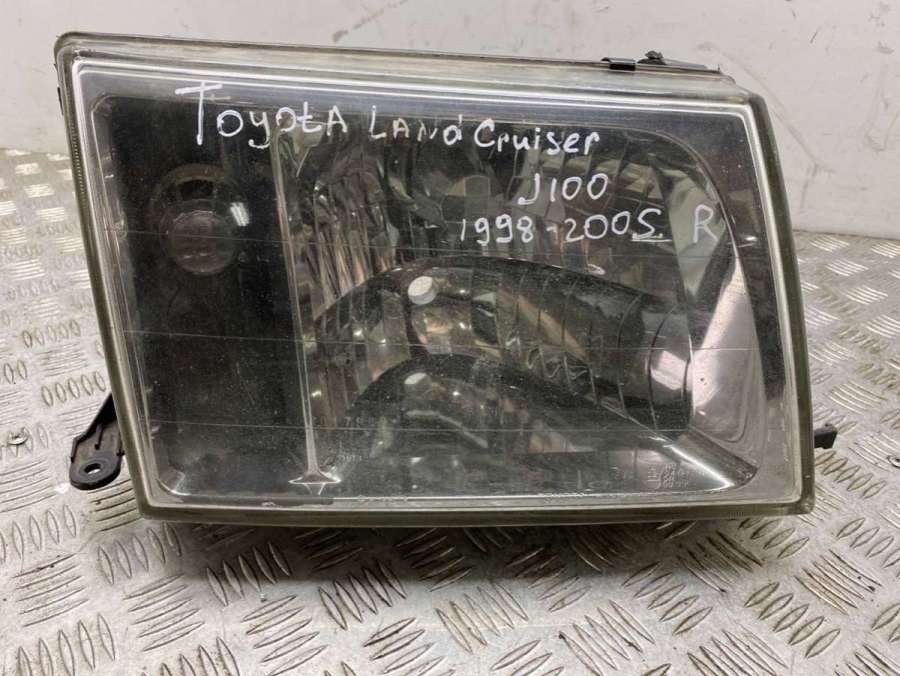 ToyotA LANd Cruiser
J100
1998-2005 R